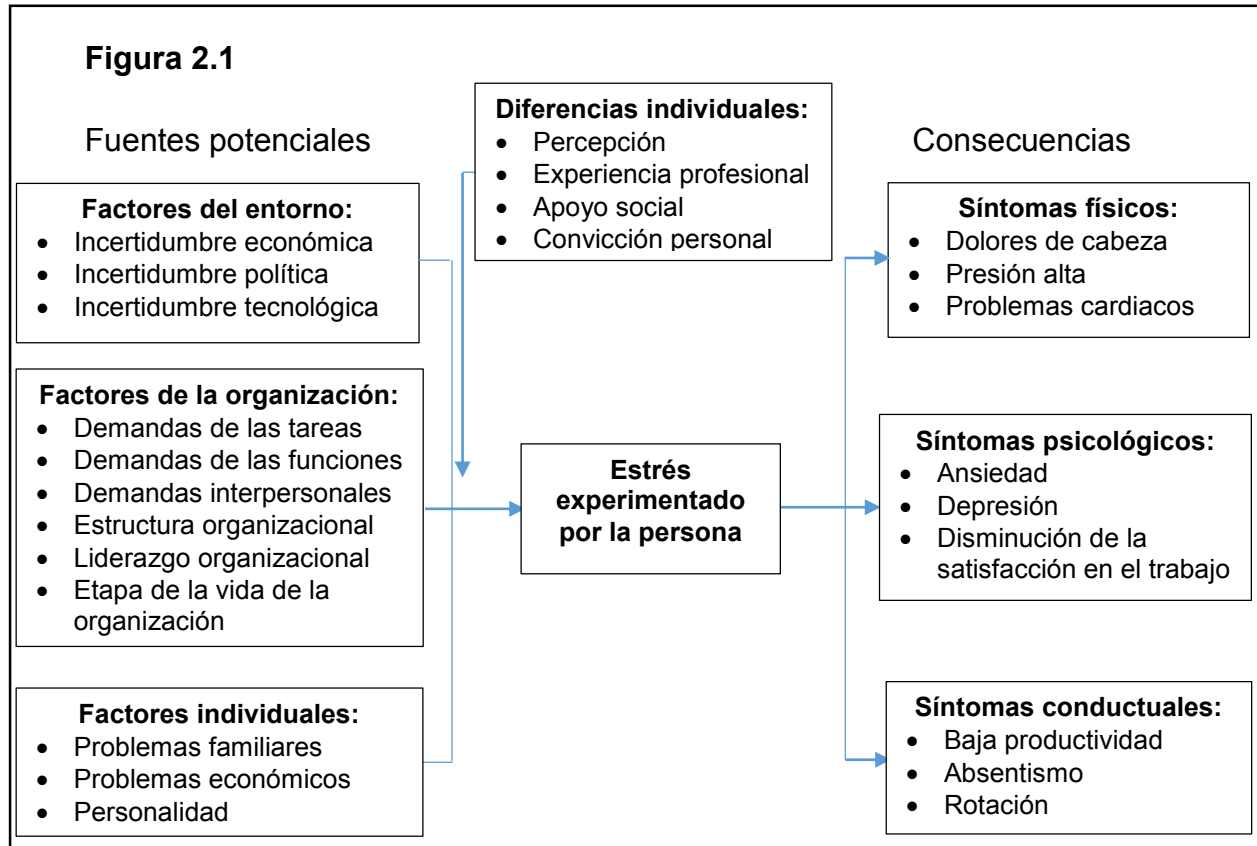 Figura 2.1
Fuentes potenciales
Factores del entorno:
• Incertidumbre económica
• Incertidumbre política
• Incertidumbre tecnológica
Factores de la organización:
• Demandas de las tareas
• Demandas de las funciones
• Demandas interpersonales
• Estructura organizacional
• Liderazgo organizacional
• Etapa de la vida de la
organización
Factores individuales:
• Problemas familiares
• Problemas económicos
• Personalidad
Diferencias individuales:
• Percepción
• Experiencia profesional
• Apoyo social
• Convicción personal
Estrés
experimentado
por la persona
Consecuencias
Síntomas físicos:
• Dolores de cabeza
• Presión alta
• Problemas cardiacos
Síntomas psicológicos:
• Ansiedad
• Depresión
• Disminución de la
satisfacción en el trabajo
Síntomas conductuales:
• Baja productividad
• Absentismo
• Rotación